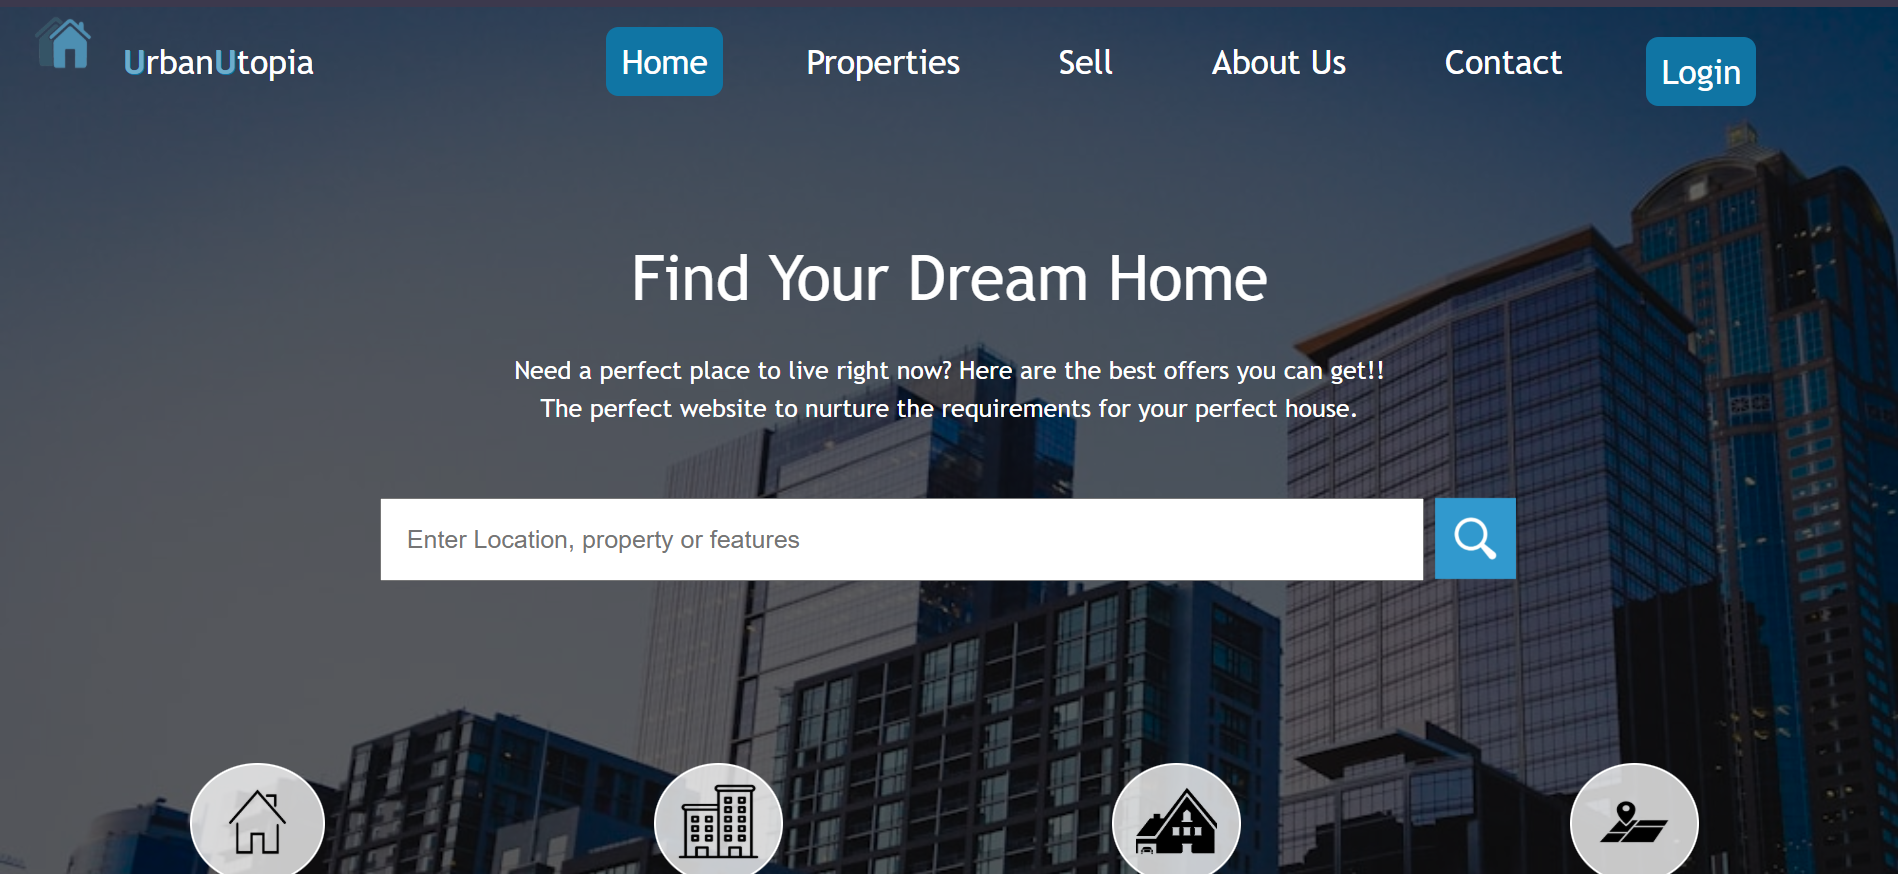 UrbanUtopia
Home
Properties
Sell
About Us
Contact
Login
Find Your Dream Home
Need a perfect place to live right now? Here are the best offers you can get!!
The perfect website to nurture the requirements for your perfect house.
Enter Location, property or features